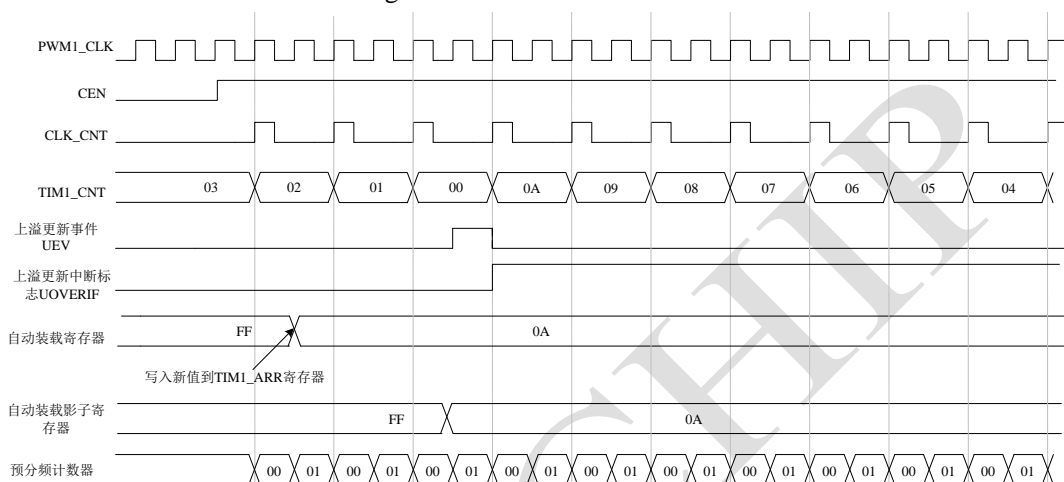 PWM1_CLK
CEN
CLK_CNT
TIM1_CNT 03 02 01 00 0A 09 08 07 06 05 04
上溢更新事件
UEV
上溢更新中断标
志UOVERIF
自动装载寄存器 FF 0A
写入新值到TIM1_ARR寄存器
自动装载影子寄
存器 FF 0A
预分频计数器 00 01 00 01 00 01 00 01 00 01 00 01 00 01 00 01 00 01 00 01
CHIP